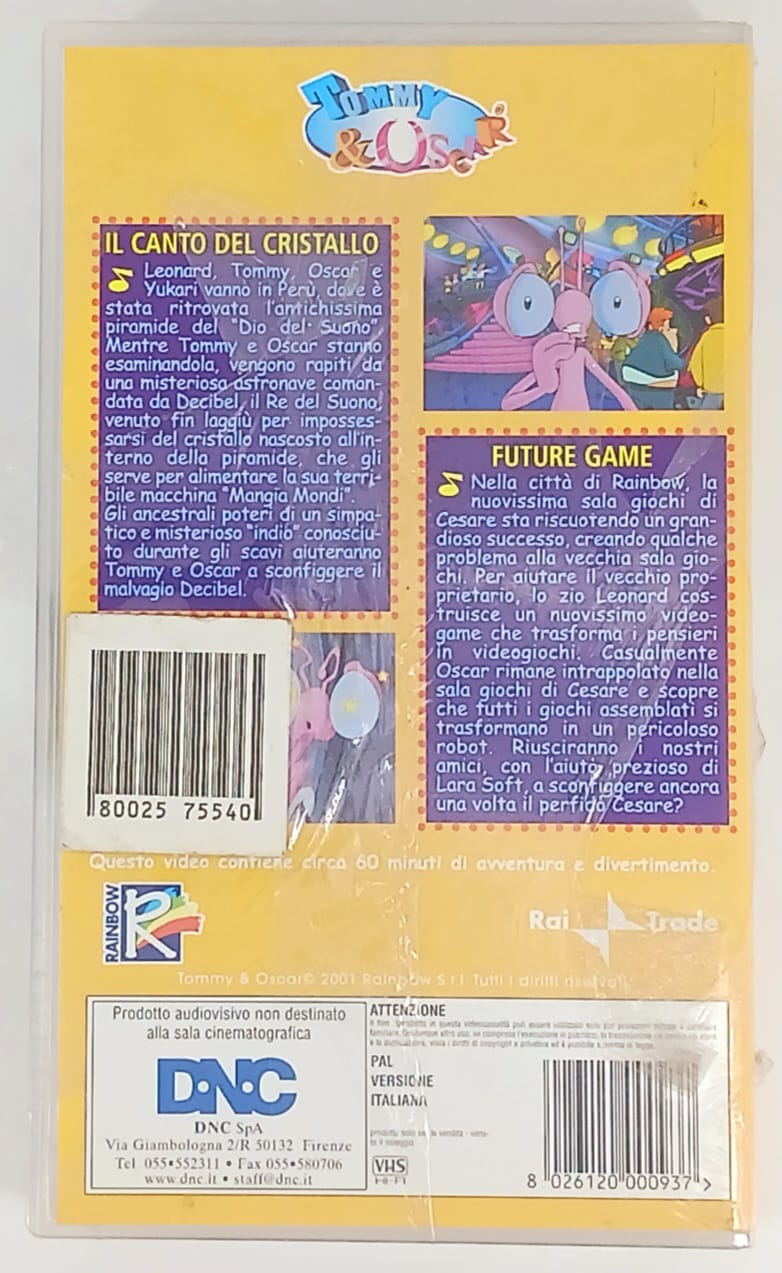 TOMMY
& OSCAR
IL CANTO DEL CRISTALLO
Leonard, Tommy, Oscar e
Yukari vanno in Perù, dove è
stata ritrovata l'antichissima
piramide del "Dio del Suono".
Mentre Tommy e Oscar stanno
esaminandola, vengono rapiti da
una misteriosa astronave coman-
data da Decibel, il Re del Suono,
venuto fin laggiù per imposses-
sarsi del cristallo nascosto all'in-
terno della piramide, che gli
serve per alimentare la sua terri-
bile macchina "Mangia Mondi".
Gli ancestrali poteri di un simpa-
tico e misterioso "indio" conosciu-
to durante gli scavi aiuteranno
Tommy e Oscar a sconfiggere il
malvagio Decibel.
FUTURE GAME
Nella città di Rainbow, la
nuovissima sala giochi di
Cesare sta riscuotendo un gran-
dioso successo, creando qualche
problema alla vecchia sala gio-
chi. Per aiutare il vecchio pro-
prietario, lo zio Leonard cos-
truisce un nuovissimo video-
game che trasforma i pensieri
in videogiochi. Casualmente
Oscar rimane intrappolato nella
sala giochi di Cesare e scopre
che tutti i giochi assemblati si
trasformano in un pericoloso
robot. Riusciranno i nostri
amici, con l'aiuto prezioso di
Lara Soft, a sconfiggere ancora
una volta il perfido Cesare?
80025 75540
Questo video contiene circa 60 minuti di avventura e divertimento.
RAINBOW
R
Rai Trade
Tommy & Oscar© 2001 Rainbow S.r.l. Tutti i diritti riservati
Prodotto audiovisivo non destinato
alla sala cinematografica
DNC
DNC SpA
Via Giambologna 2/R 50132 Firenze
Tel 055•552311 • Fax 055•580706
www.dnc.it • staff@dnc.it
ATTENZIONE
PAL
VERSIONE
ITALIANA
VHS
HI-FI
8 026120 000937 >